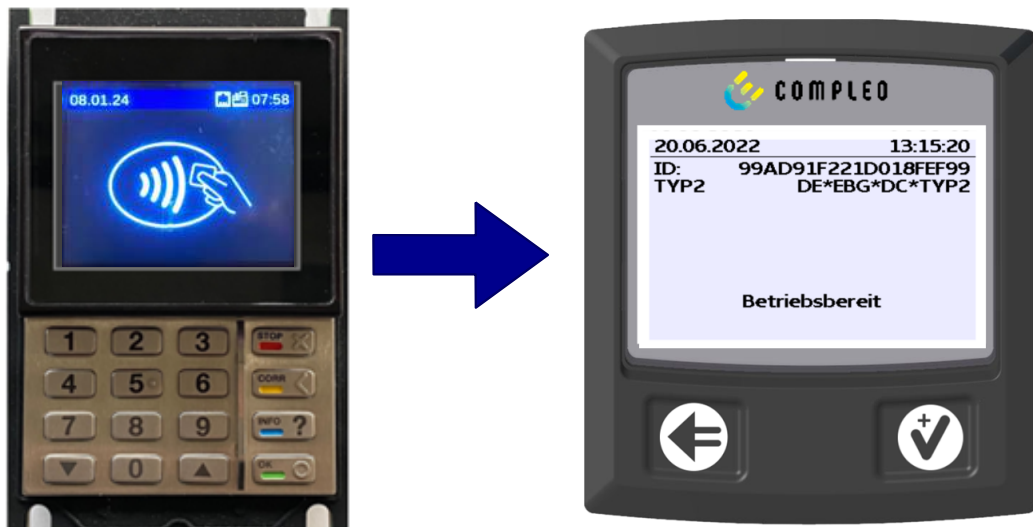 08.01.24 07:58
1 2 3 STOP
4 5 6 CORR
7 8 9 INFO ?
0 OK
COMPLEO
20.06.2022 13:15:20
ID: 99AD91F221D018FEF99
TYP2 DE*EBG*DC*TYP2
Betriebsbereit